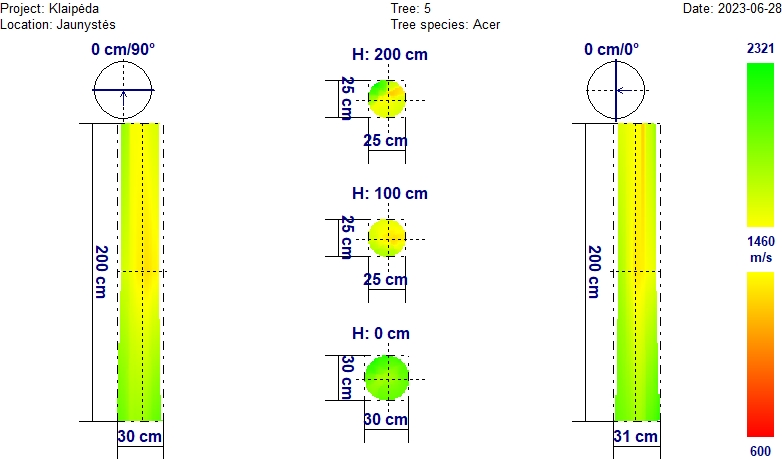 Project: Klaipėda
Tree: 5
Date: 2023-06-28
Location: Jaunystės
Tree species: Acer
0 cm/90°
H: 200 cm
0 cm/0°
2321
25 cm
25 cm
H: 100 cm
25 cm
25 cm
200 cm
200 cm
1460
m/s
H: 0 cm
30 cm
30 cm
30 cm
31 cm
600